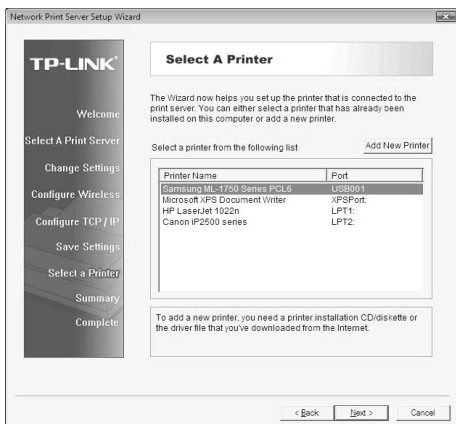 Network Print Server Setup Wizard
TP-LINK
Welcome
Select A Print Server
Change Settings
Configure Wireless
Configure TCP / IP
Save Settings
Select a Printer
Summary
Complete
Select A Printer
The Wizard now helps you set up the printer that is connected to the
print server. You can either select a printer that has already been
installed on this computer or add a new printer.
Select a printer from the following list
Add New Printer
Printer Name Port
Samsung ML-1750 Series PCL6 USB001
Microsoft XPS Document Writer XPSPort:
HP LaserJet 1022n LPT1:
Canon iP2500 series LPT2:
To add a new printer, you need a printer installation CD/diskette or
the driver file that you've downloaded from the Internet.
< Back Next > Cancel